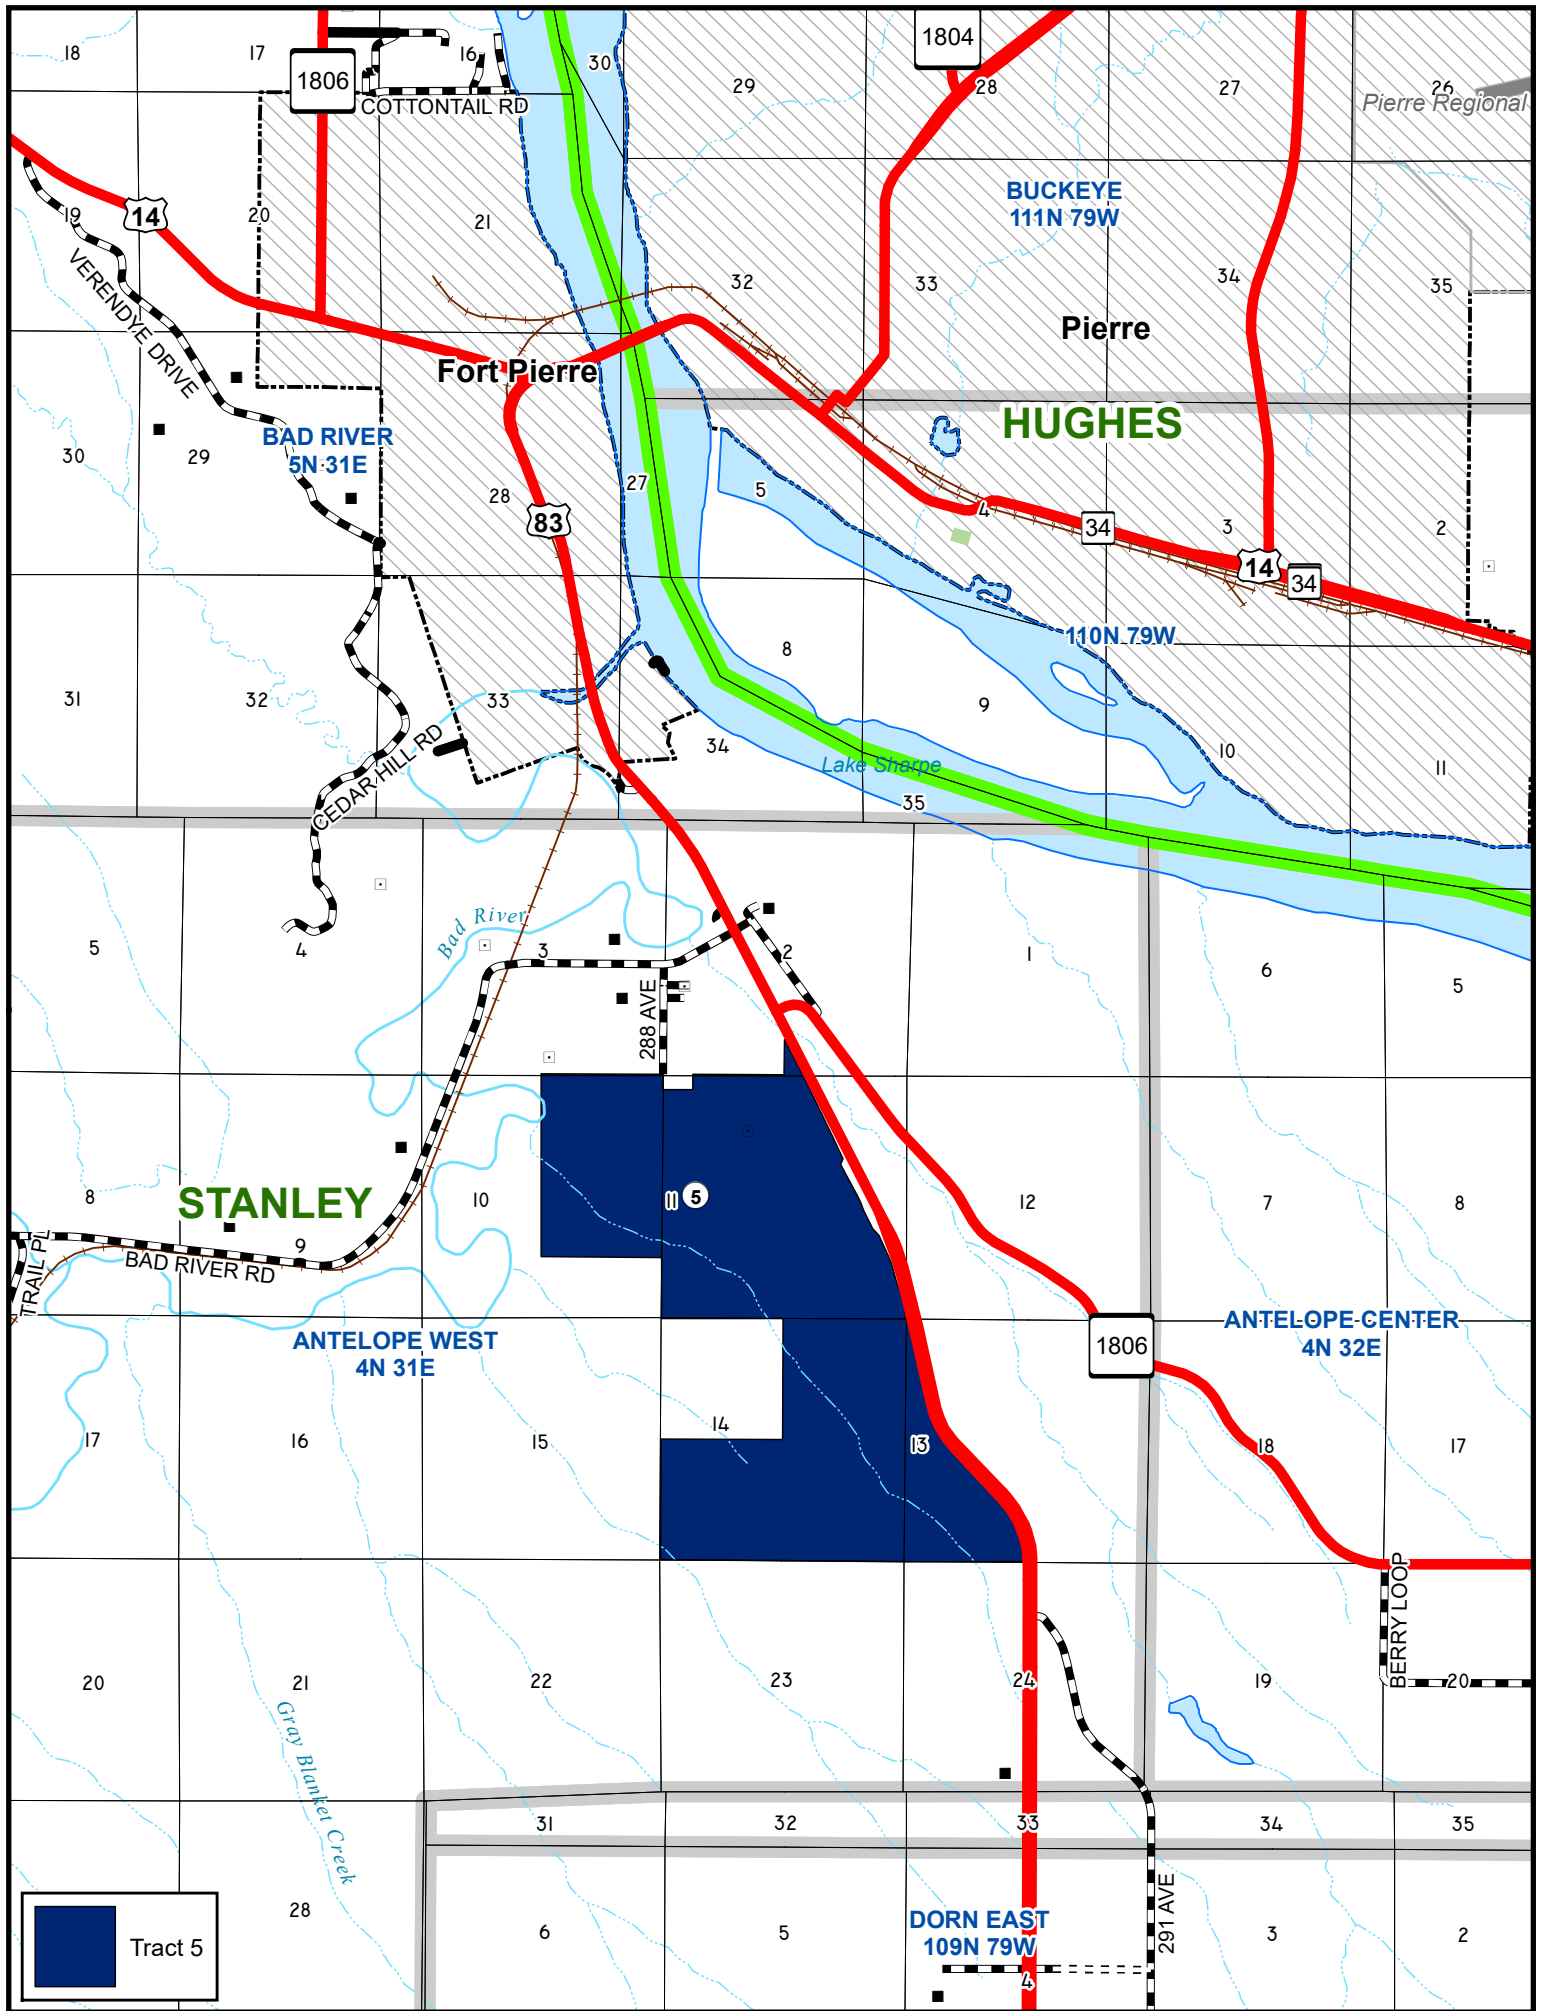 18
17
16
30
29
1804
28
27
26
Pierre Regional
1806
COTTONTAIL RD
19
14
20
21
BUCKEYE
111N 79W
VERENDYE DRIVE
32
33
34
35
Pierre
Fort Pierre
HUGHES
30
29
BAD RIVER
5N 31E
28
83
27
5
4
34
3
14
34
2
31
32
33
34
8
9
110N 79W
10
11
CEDAR HILL RD
Lake Sharpe
35
5
4
Bad River
3
2
1
6
5
288 AVE
8
STANLEY
9
10
11
5
12
7
8
TRAIL PL
BAD RIVER RD
ANTELOPE WEST
4N 31E
1806
ANTELOPE CENTER
4N 32E
17
16
15
14
13
18
17
BERRY LOOP
20
21
22
23
24
19
20
Gray Blanket Creek
31
32
33
34
35
28
6
5
DORN EAST
109N 79W
4
291 AVE
3
2
Tract 5